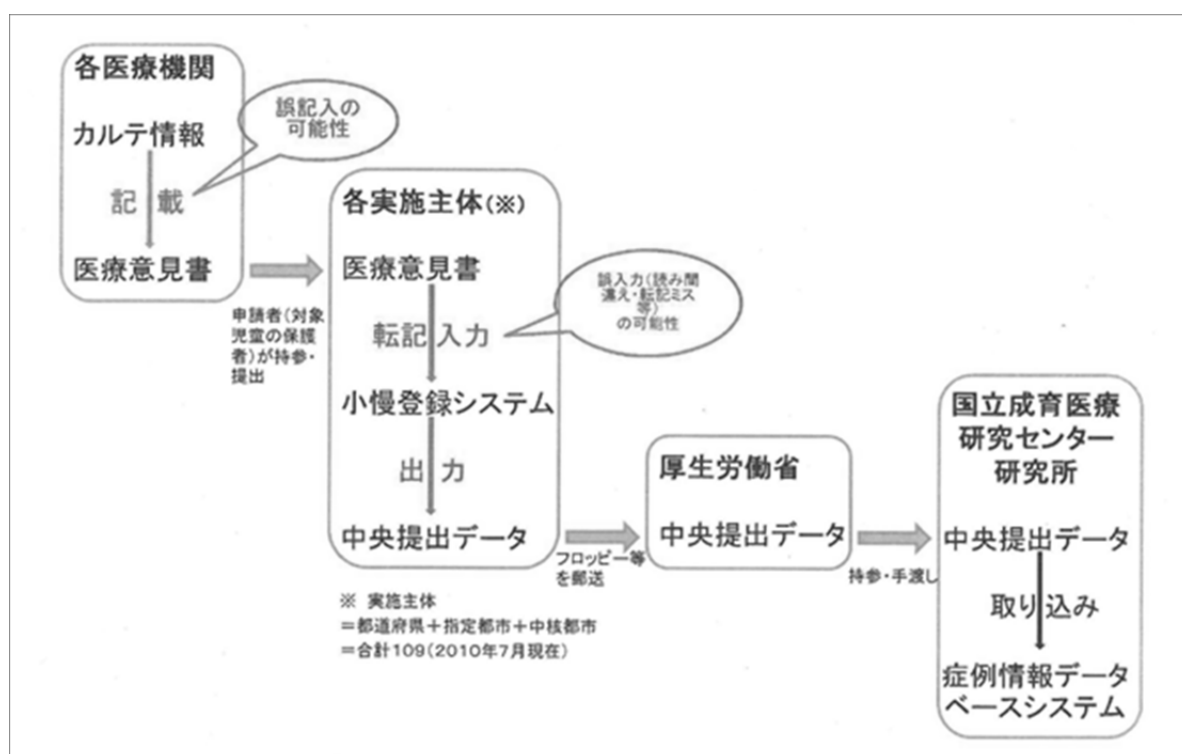 各医療機関
カルテ情報
記載
医療意見書
誤記入の
可能性
申請者(対象
児童の保護
者)が持参・
提出
各実施主体(※)
医療意見書
転記入力
小慢登録システム
出力
中央提出データ
誤入力(読み間
違え・転記ミス
等)
の可能性
※ 実施主体
=都道府県+指定都市+中核都市
=合計109(2010年7月現在)
フロッピー等
を郵送
厚生労働省
中央提出データ
持参・手渡し
国立成育医療
研究センター
研究所
中央提出データ
取り込み
症例情報データ
ベースシステム